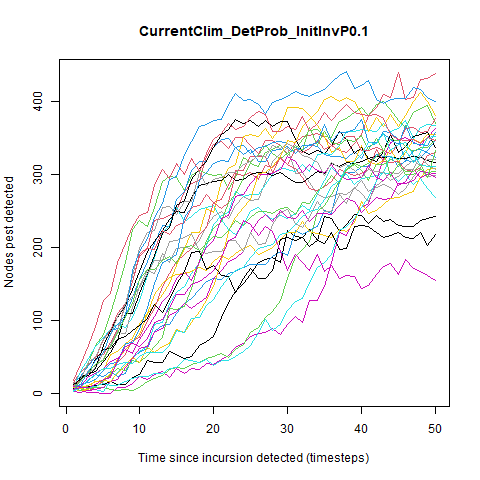 CurrentClim_DetProb_InitInvP0.1
Nodes pest detected
400
300
200
100
0
0 10 20 30 40 50
Time since incursion detected (timesteps)